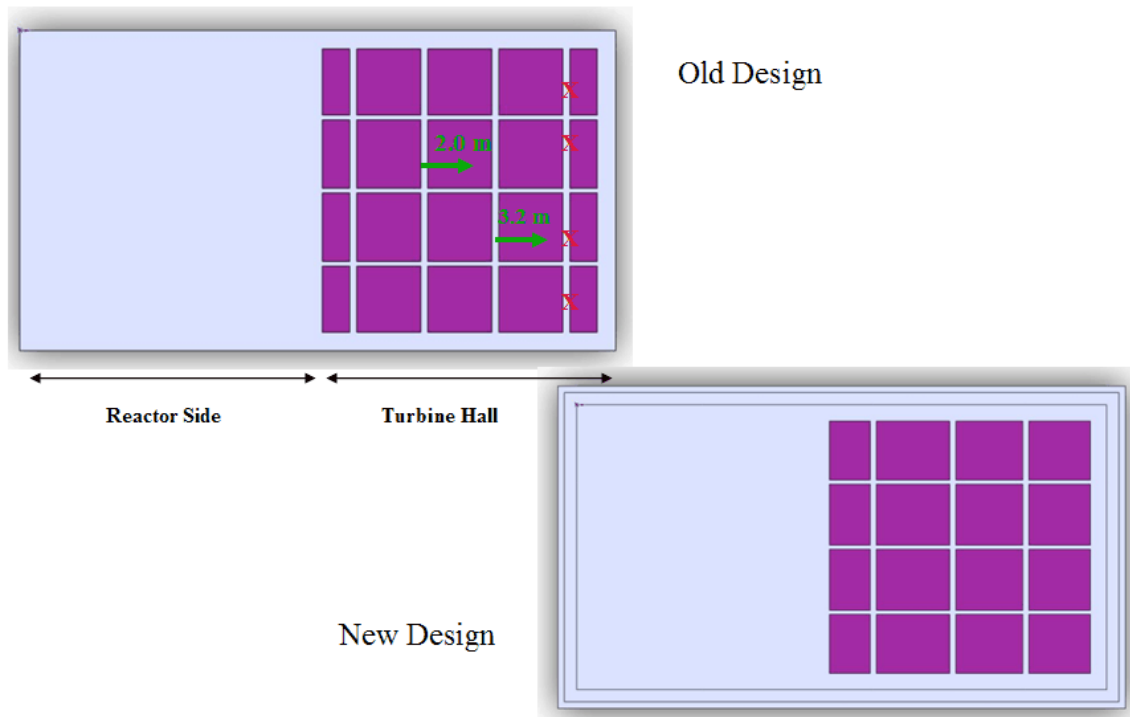 Old Design
X
2.0 m
X
3.2 m
X
X
Reactor Side
Turbine Hall
New Design